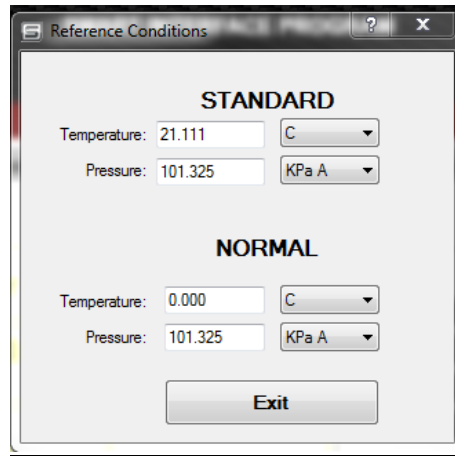 Reference Conditions
STANDARD
Temperature: 21.111 C
Pressure: 101.325 KPa A
NORMAL
Temperature: 0.000 C
Pressure: 101.325 KPa A
Exit